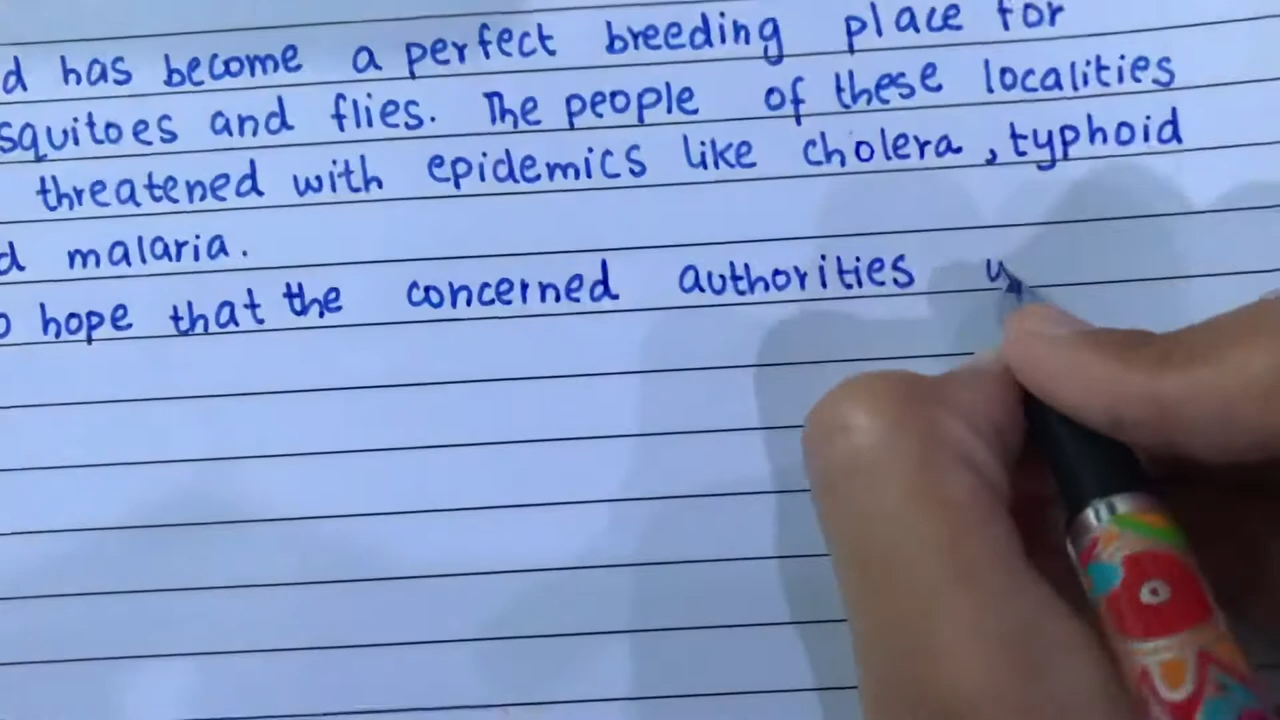 d has become a perfect breeding place for
squitoes and flies. The people of these localities
threatened with epidemics like cholera, typhoid
d malaria.
o hope that the concerned authorities